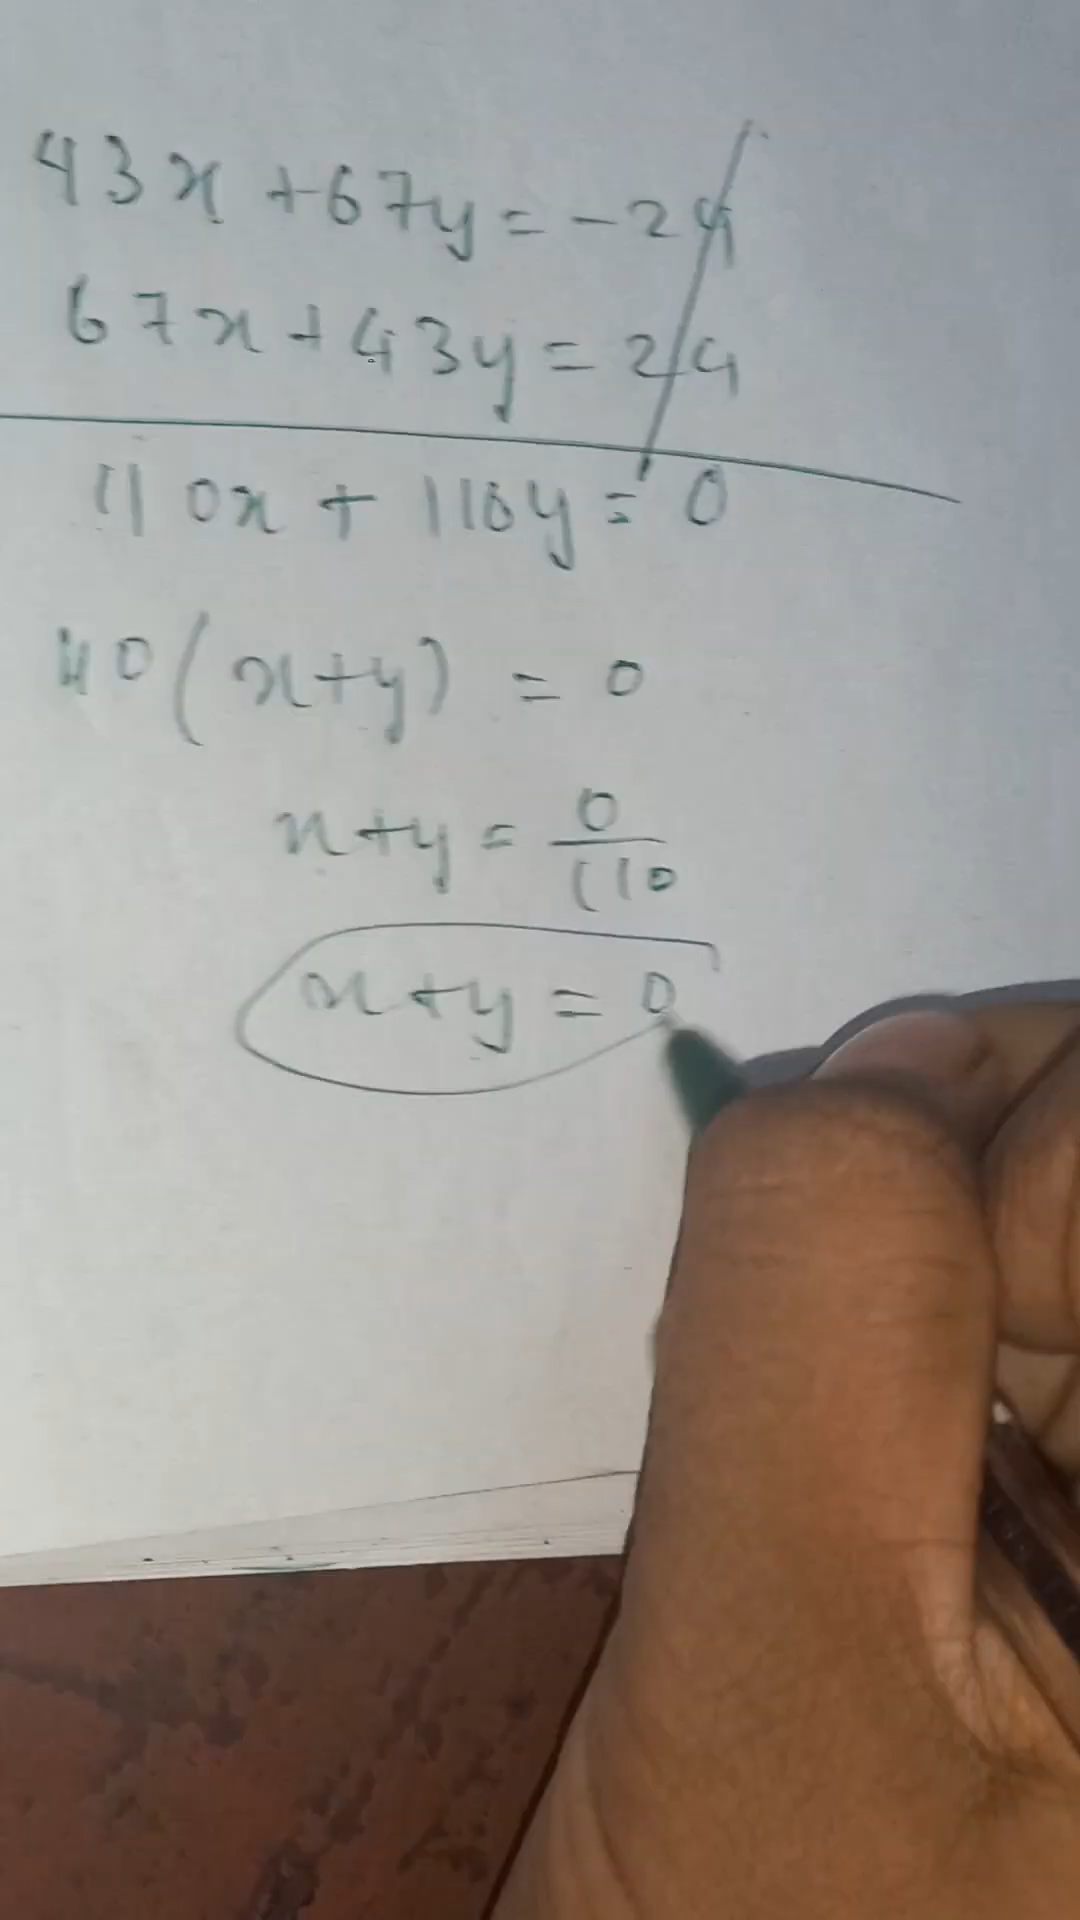 43x + 67y = -24
67x + 43y = 24
110x + 110y = 0
110(x+y) = 0
x+y = 0/110
x+y = 0